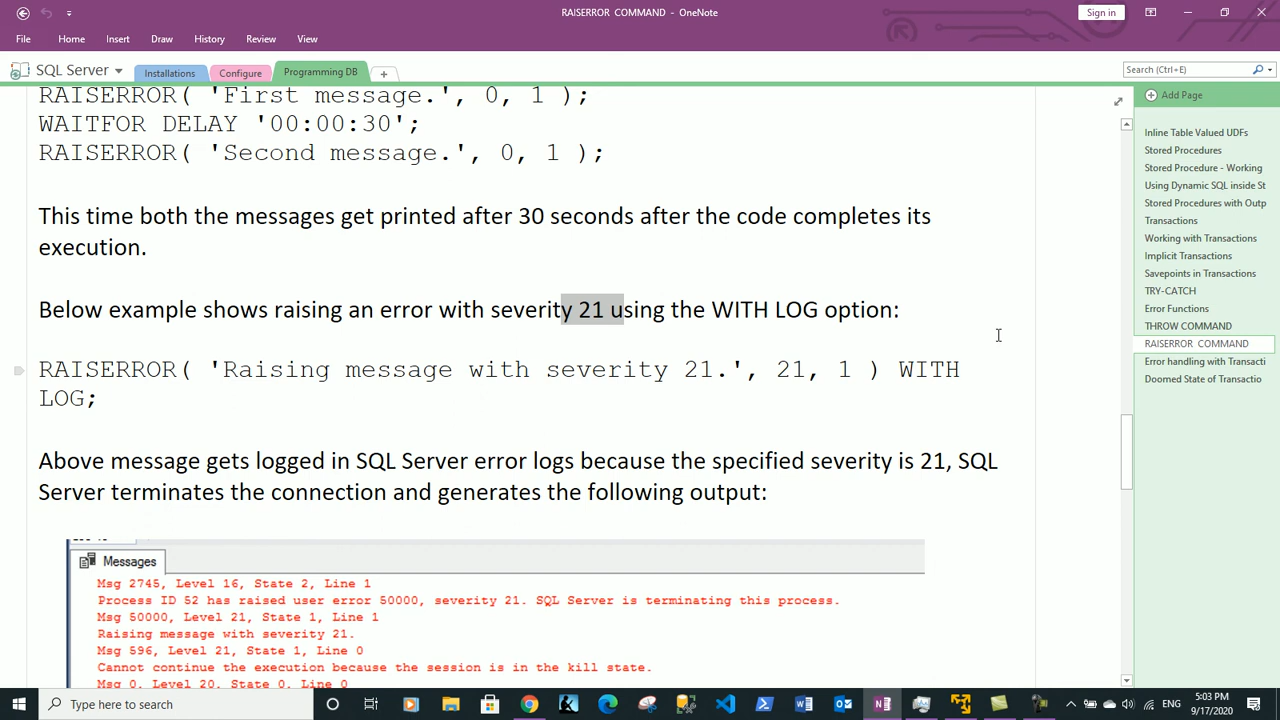 RAISERROR COMMAND - OneNote
Sign in
File Home Insert Draw History Review View
SQL Server
Installations
Configure
Programming DB
Search (Ctrl+E)
RAISERROR( 'First message.', 0, 1 );
WAITFOR DELAY '00:00:30';
RAISERROR( 'Second message.', 0, 1 );
This time both the messages get printed after 30 seconds after the code completes its
execution.
Below example shows raising an error with severity 21 using the WITH LOG option:
RAISERROR( 'Raising message with severity 21.', 21, 1 ) WITH
LOG;
Above message gets logged in SQL Server error logs because the specified severity is 21, SQL
Server terminates the connection and generates the following output:
Messages
Msg 2745, Level 16, State 2, Line 1
Process ID 52 has raised user error 50000, severity 21. SQL Server is terminating this process.
Msg 50000, Level 21, State 1, Line 1
Raising message with severity 21.
Msg 596, Level 21, State 1, Line 0
Cannot continue the execution because the session is in the kill state.
Msg 0, Level 20, State 0, Line 0
Add Page
Inline Table Valued UDFs
Stored Procedures
Stored Procedure - Working
Using Dynamic SQL inside St
Stored Procedures with Outp
Transactions
Working with Transactions
Implicit Transactions
Savepoints in Transactions
TRY-CATCH
Error Functions
THROW COMMAND
RAISERROR COMMAND
Error handling with Transacti
Doomed State of Transactio
Type here to search
5:03 PM
9/17/2020